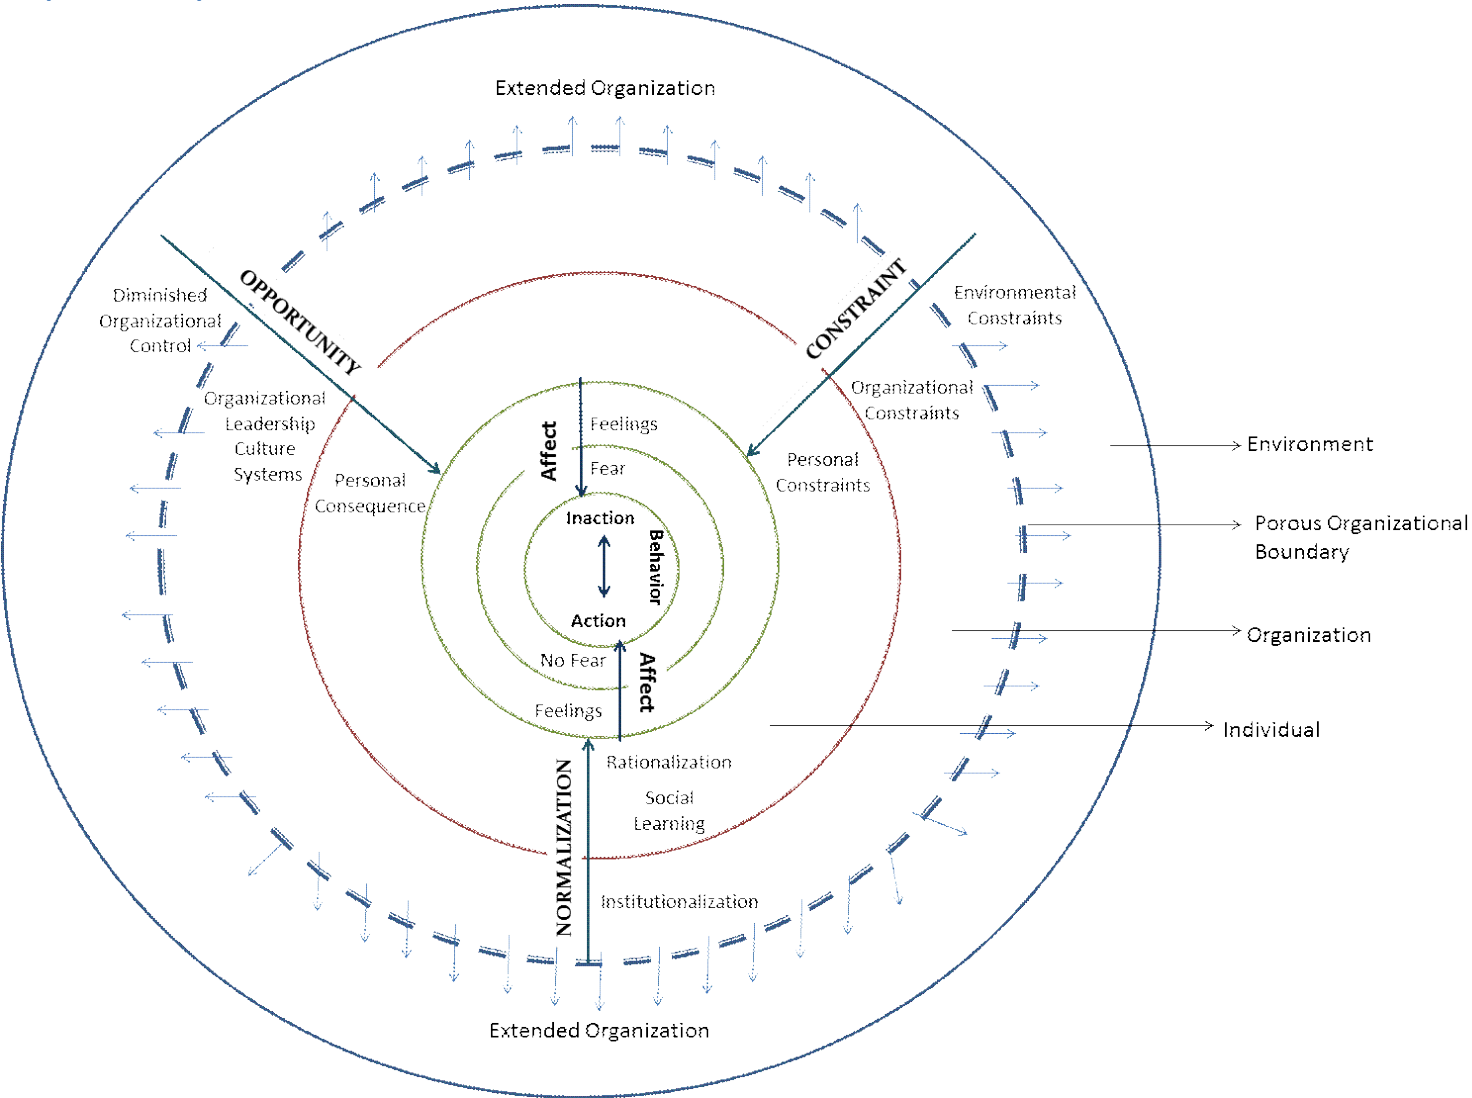 Extended Organization
OPPORTUNITY
CONSTRAINT
Diminished
Organizational
Control
Environmental
Constraints
Organizational
Leadership
Culture
Systems
Organizational
Constraints
Personal
Consequence
Personal
Constraints
Affect
Feelings
Fear
Inaction
Behavior
Action
No Fear
Affect
Feelings
Environment
Porous Organizational
Boundary
Organization
Individual
NORMALIZATION
Rationalization
Social
Learning
Institutionalization
Extended Organization